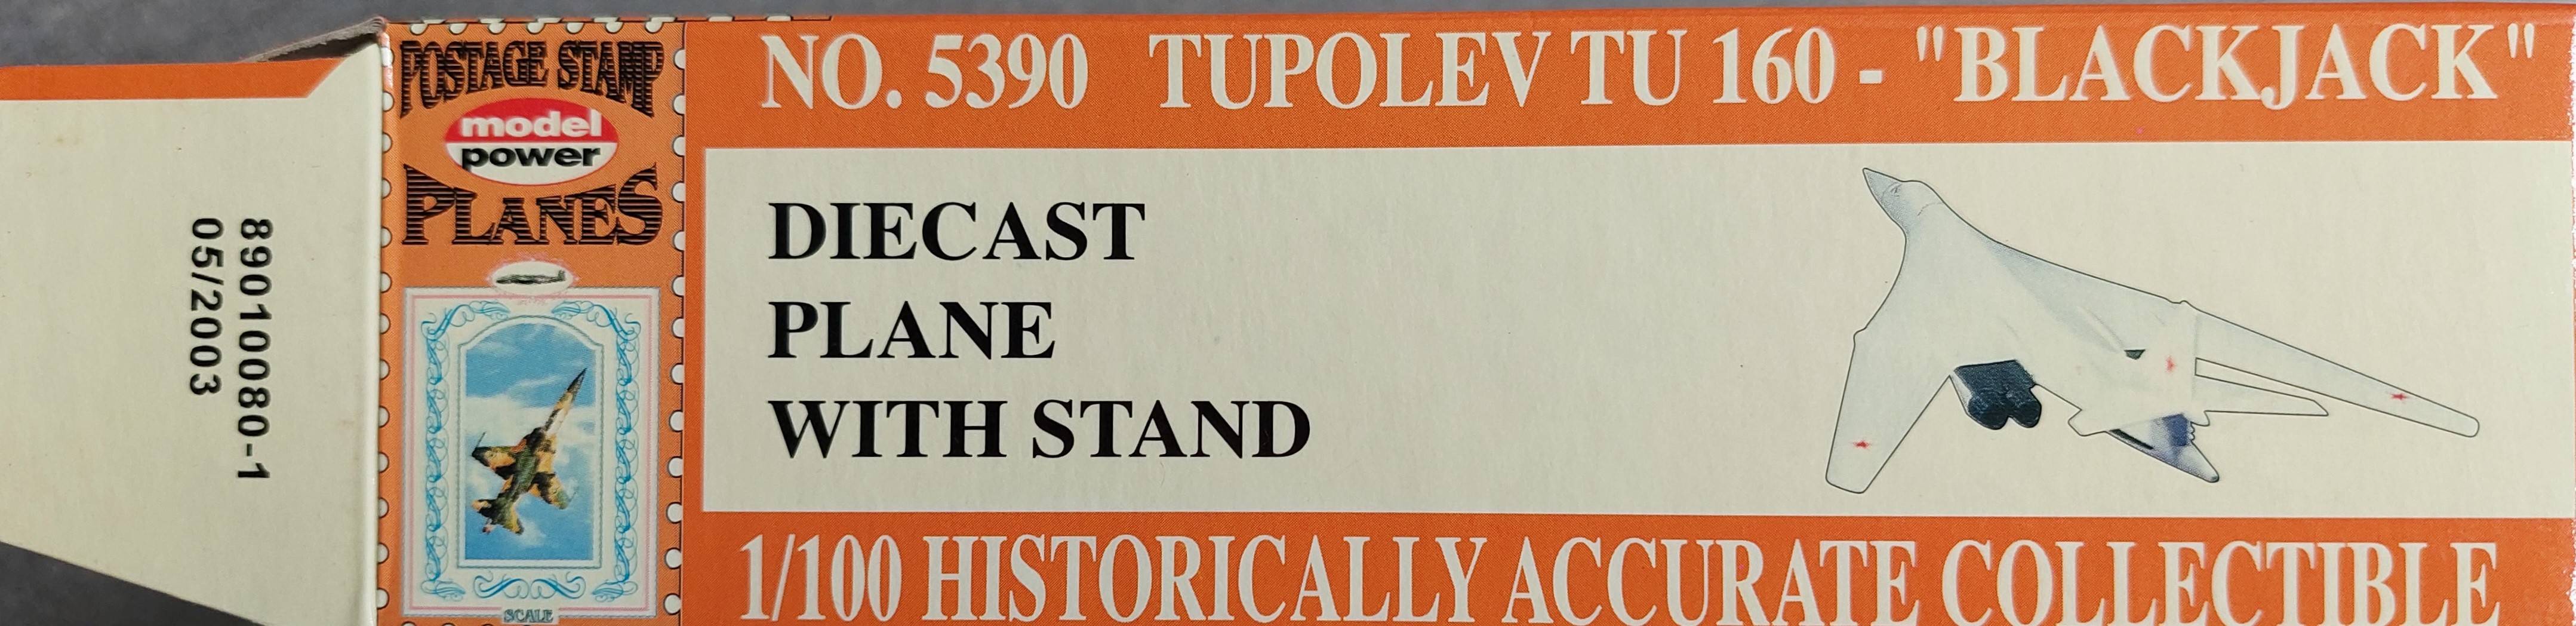 POSTAGE STAMP
model
power
PLANES
SCALE
NO. 5390 TUPOLEV TU 160 - "BLACKJACK"
DIECAST
PLANE
WITH STAND
1/100 HISTORICALLY ACCURATE COLLECTIBLE
89010080-1
05/2003